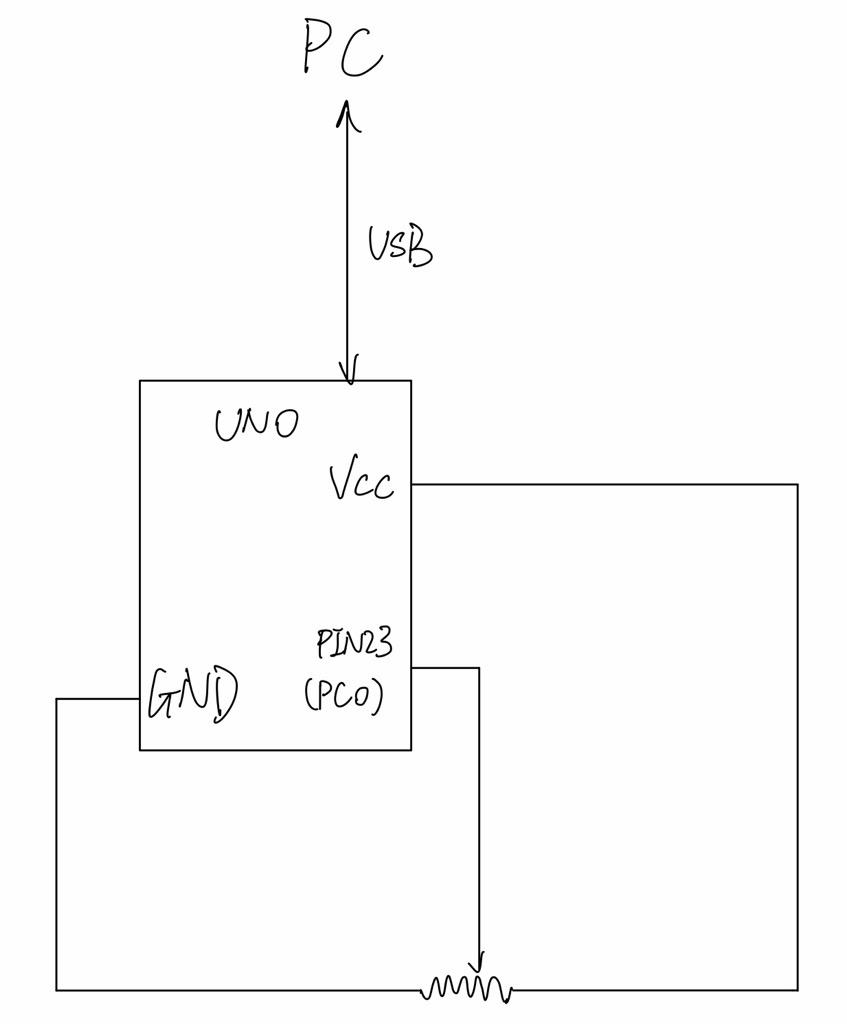 PC
USB
UNO
Vcc
PIN23
(PC0)
GND